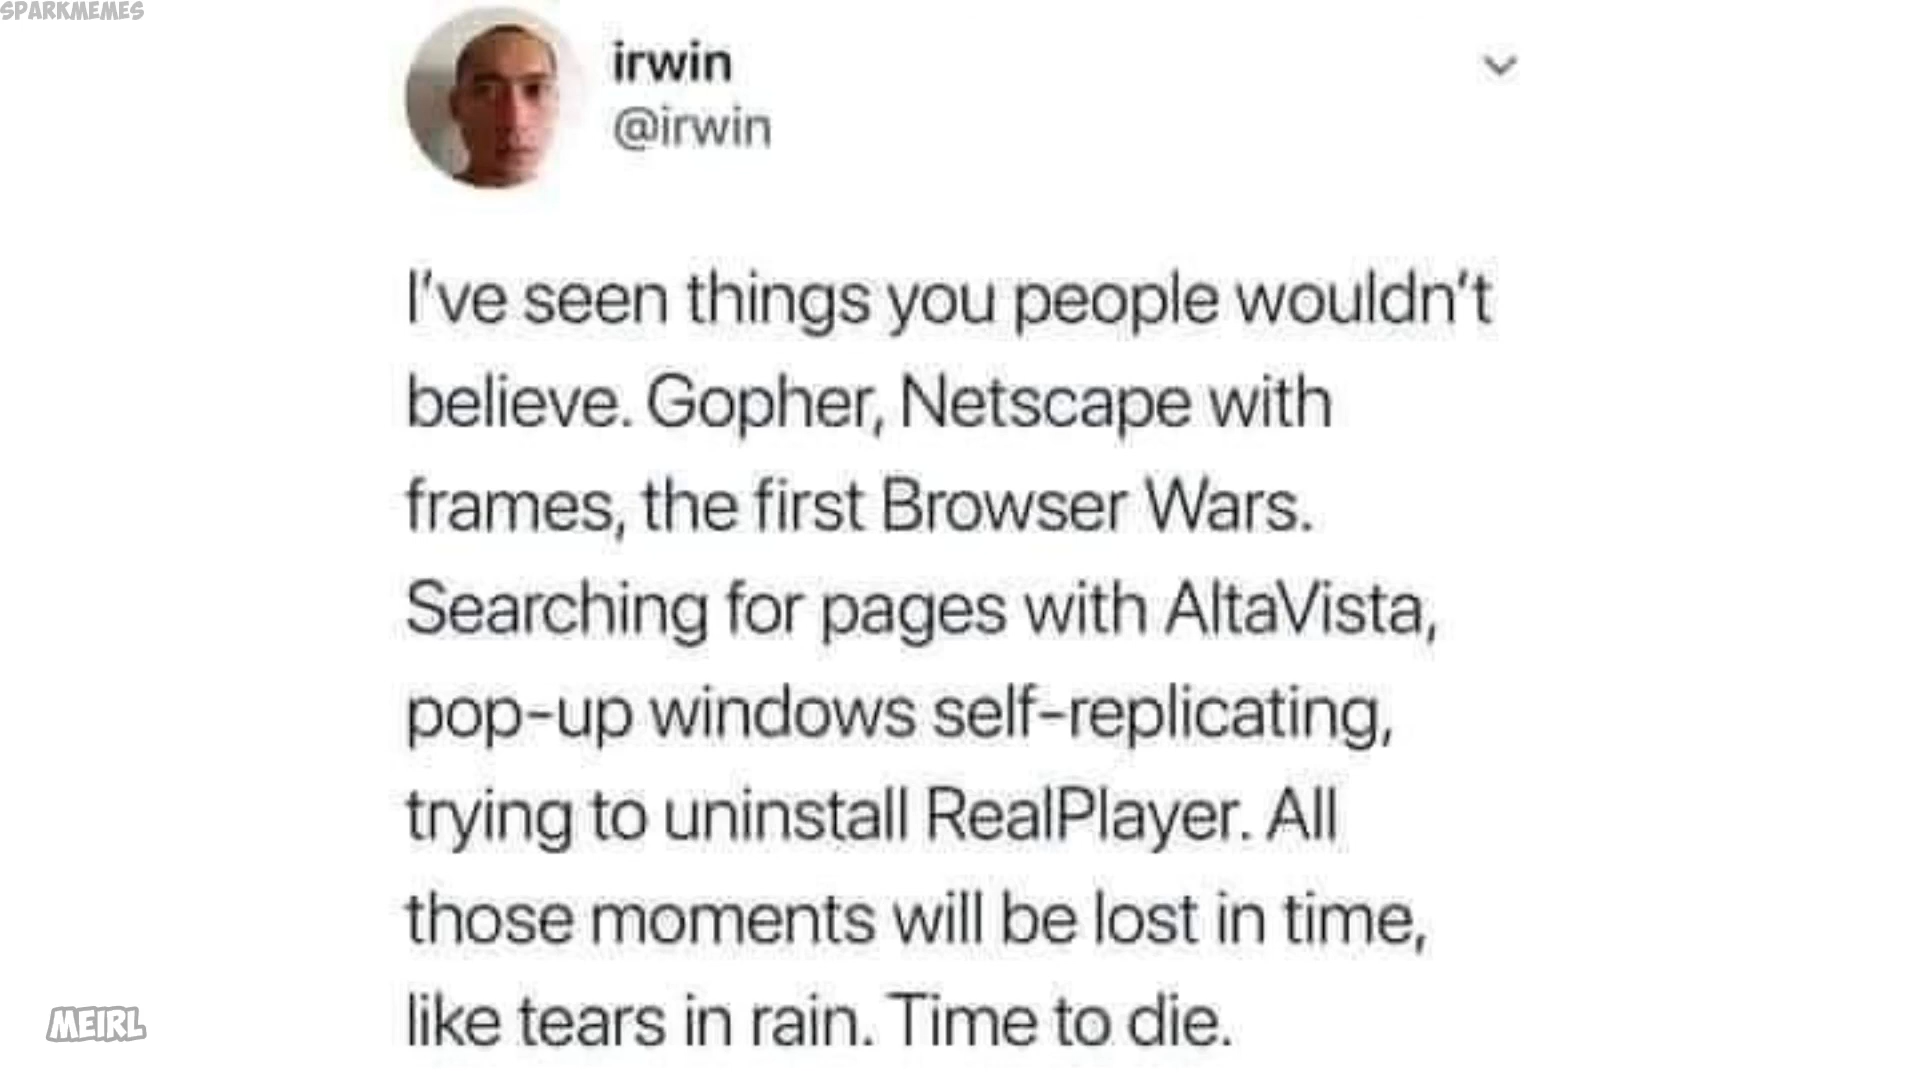 SPARKMEMES
irwin
@irwin
I've seen things you people wouldn't
believe. Gopher, Netscape with
frames, the first Browser Wars.
Searching for pages with AltaVista,
pop-up windows self-replicating,
trying to uninstall RealPlayer. All
those moments will be lost in time,
like tears in rain. Time to die.
MEIRL